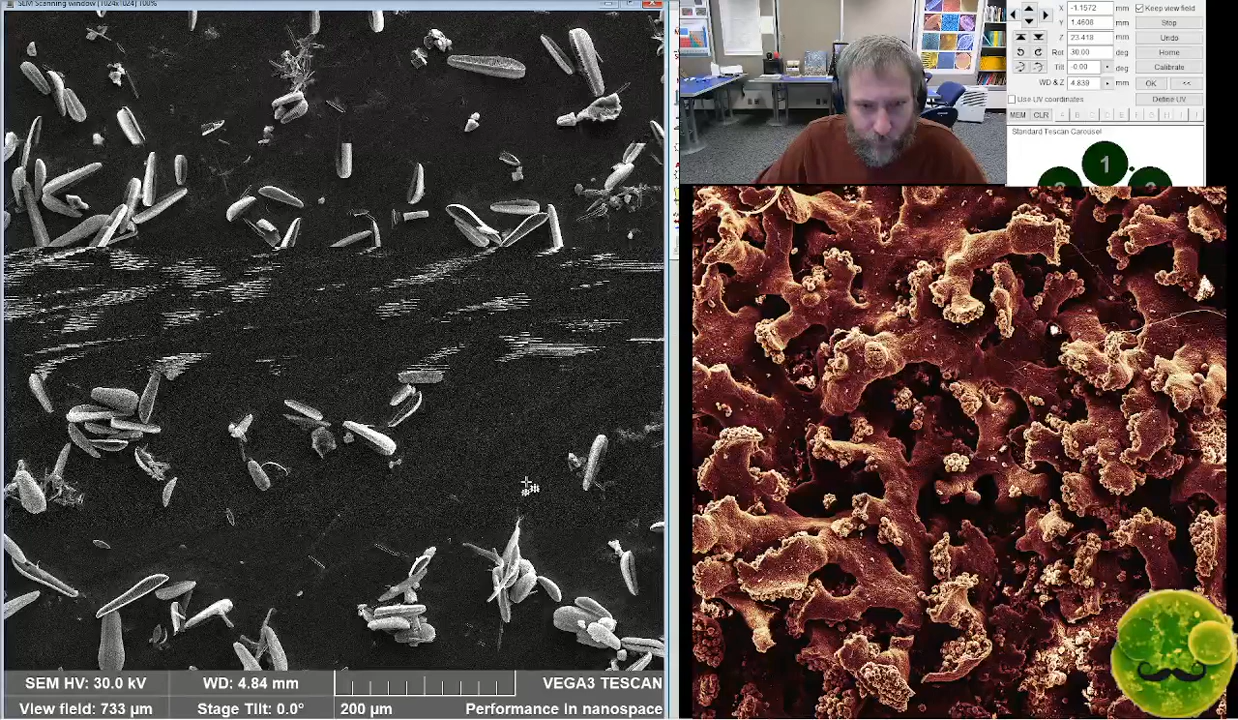 SEM Scanning window [1024x1024] 100%
X -1.1572 mm Keep view field
Y 1.4608 mm Stop
Z 23.418 mm Undo
Rot 30.00 deg Home
Tilt -0.00 deg Calibrate
WD & Z 4.839 mm OK <<
Use UV coordinates Define UV
MEM CLR
Standard Tescan Carousel
1
SEM HV: 30.0 kV WD: 4.84 mm VEGA3 TESCAN
View field: 733 µm Stage Tilt: 0.0° 200 µm Performance in nanospace